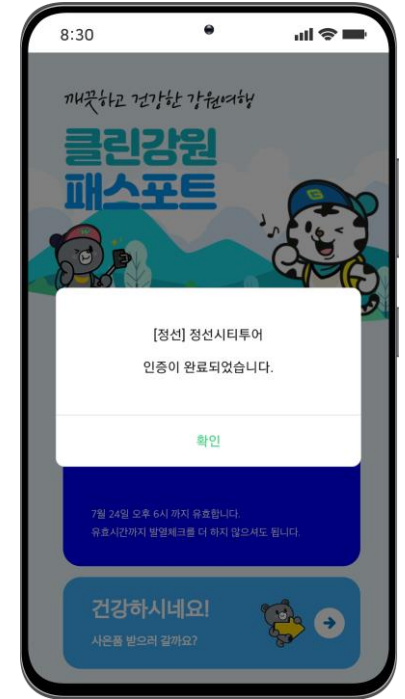 8:30
깨끗하고 건강한 강원여행
클린강원
패스포트
[정선] 정선시티투어
인증이 완료되었습니다.
확인
7월 24일 오후 6시 까지 유효합니다.
유효시간까지 발열체크를 더 하지 않으셔도 됩니다.
건강하시네요!
사은품 받으러 갈까요?